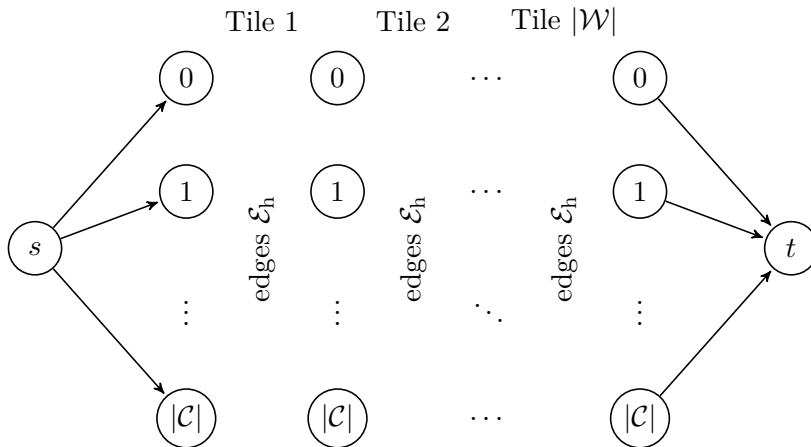 Tile 1 Tile 2 Tile |𝒲|
0 0 ⋯ 0
1 1 ⋯ 1
edges ℰ_h edges ℰ_h edges ℰ_h
s t
⋮ ⋮ ⋱ ⋮
|𝒞| |𝒞| ⋯ |𝒞|